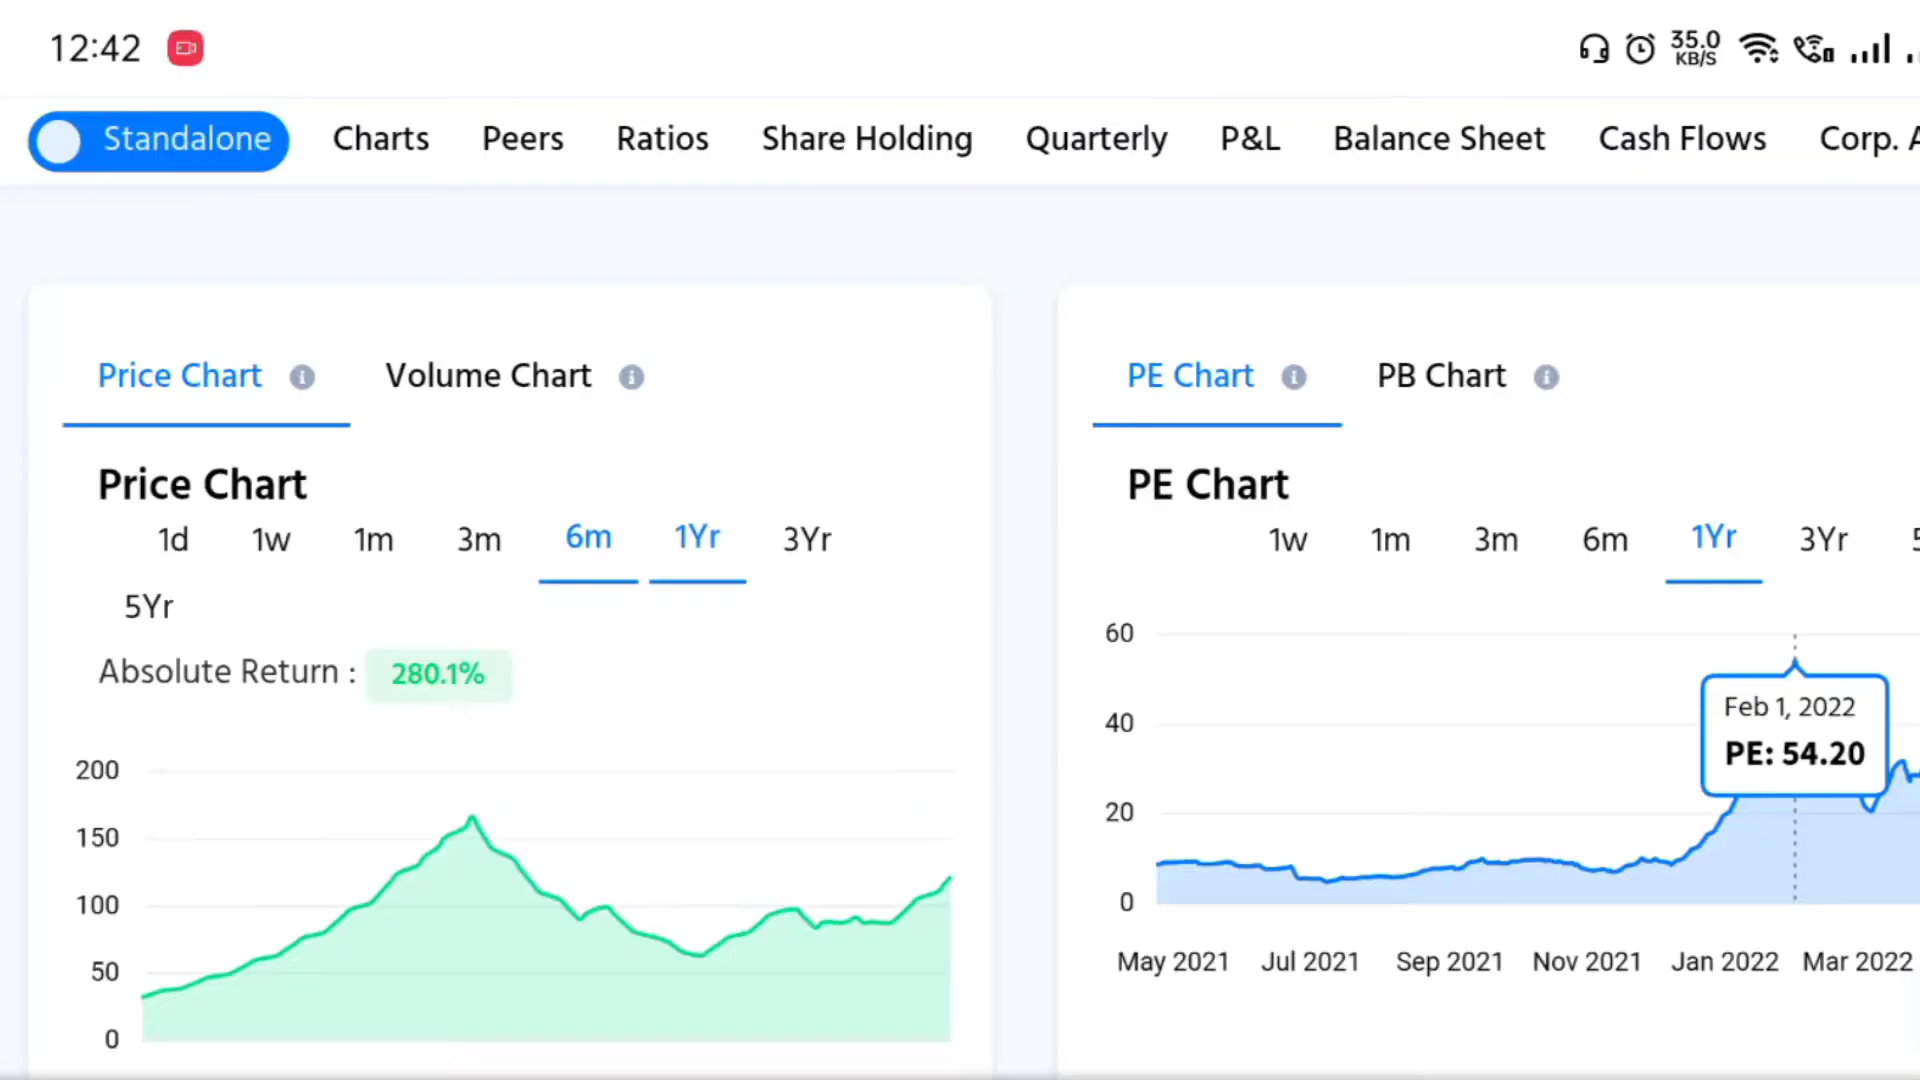 12:42
35.0
KB/S
Standalone Charts Peers Ratios Share Holding Quarterly P&L Balance Sheet Cash Flows Corp.
Price Chart Volume Chart
Price Chart
1d 1w 1m 3m 6m 1Yr 3Yr
5Yr
Absolute Return : 280.1%
200
150
100
50
0
PE Chart PB Chart
PE Chart
1w 1m 3m 6m 1Yr 3Yr
60
40
20
0
Feb 1, 2022
PE: 54.20
May 2021 Jul 2021 Sep 2021 Nov 2021 Jan 2022 Mar 2022